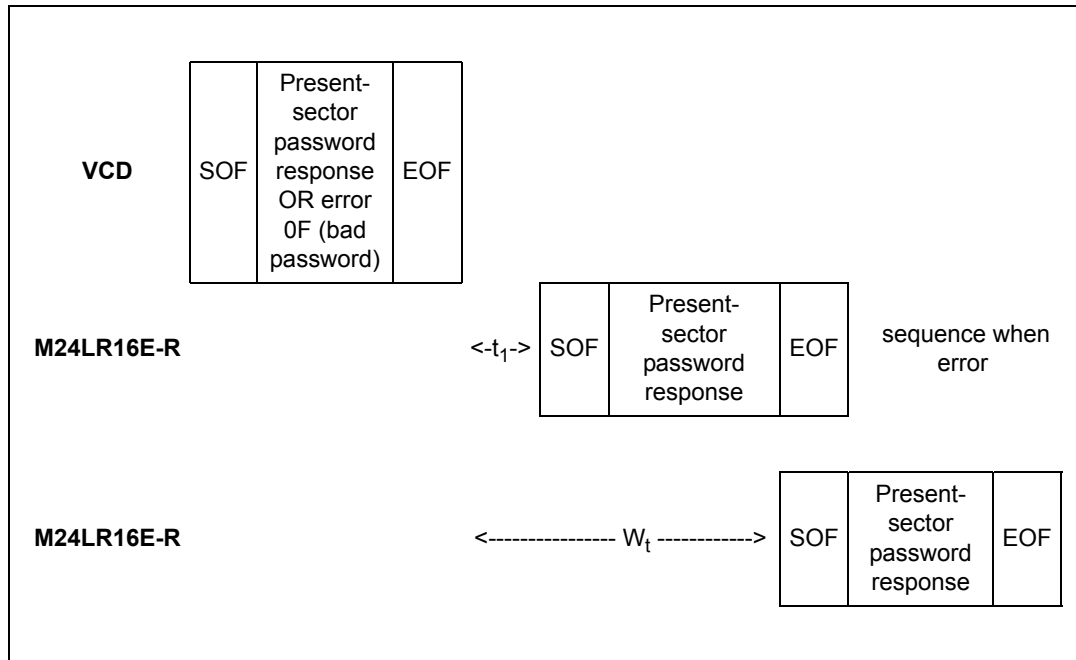 VCD
SOF
Present-
sector
password
response
OR error
0F (bad
password)
EOF
M24LR16E-R
<-t1->
SOF
Present-
sector
password
response
EOF
sequence when
error
M24LR16E-R
<---------------- Wt ------------>
SOF
Present-
sector
password
response
EOF